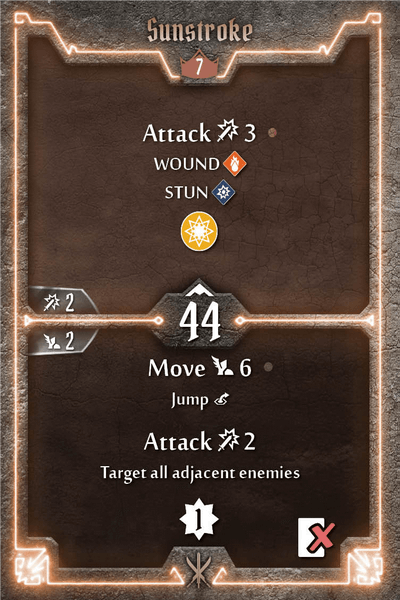 Sunstroke
7
Attack 3
WOUND
STUN
2
44
2
Move 6
Jump
Attack 2
Target all adjacent enemies
1